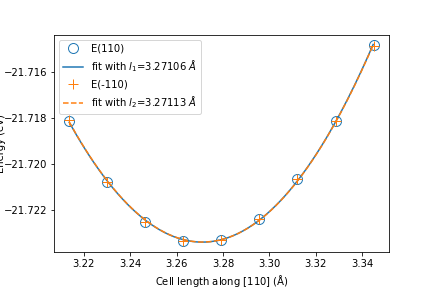 E(110)
fit with l₁=3.27106 Å
E(-110)
fit with l₂=3.27113 Å
−21.716
−21.718
−21.720
−21.722
3.22 3.24 3.26 3.28 3.30 3.32 3.34
Cell length along [110] (Å)